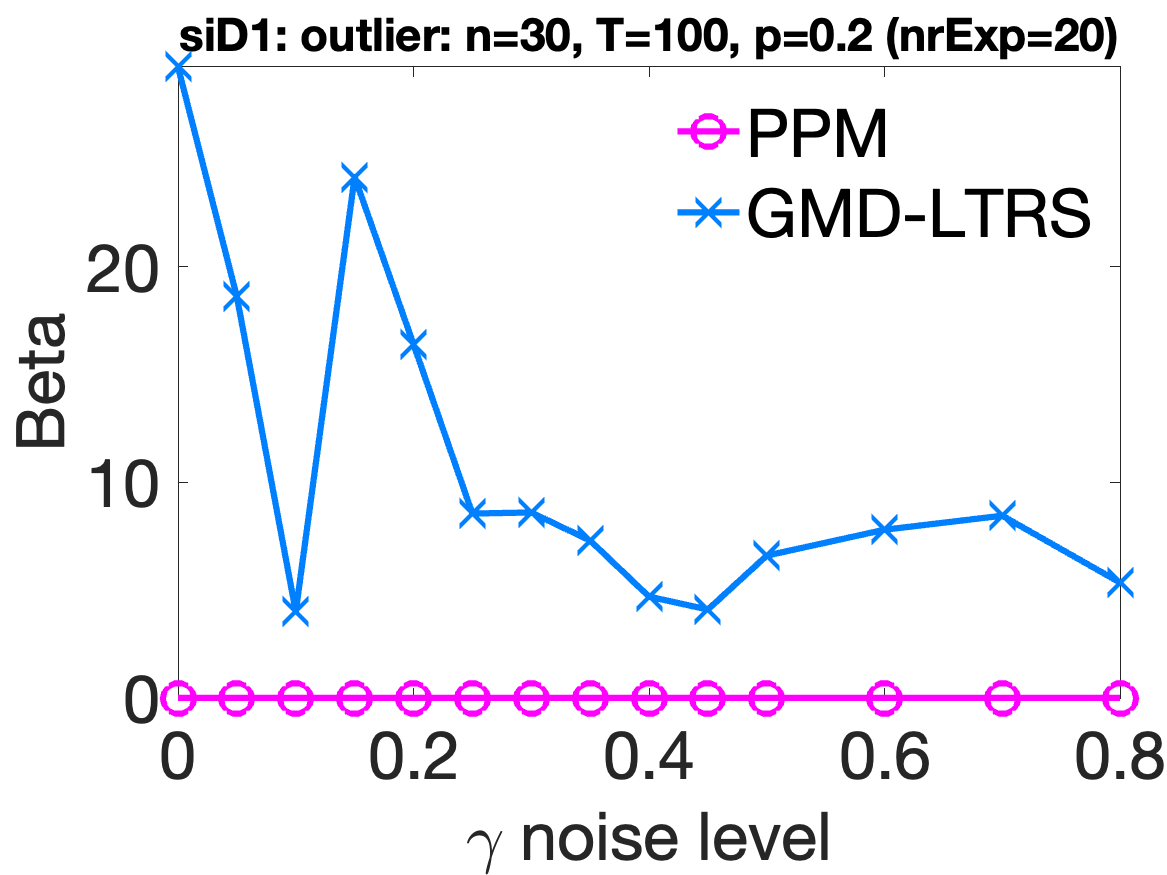 siD1: outlier: n=30, T=100, p=0.2 (nrExp=20)
PPM
GMD-LTRS
Beta
20
10
0
0 0.2 0.4 0.6 0.8
γ noise level